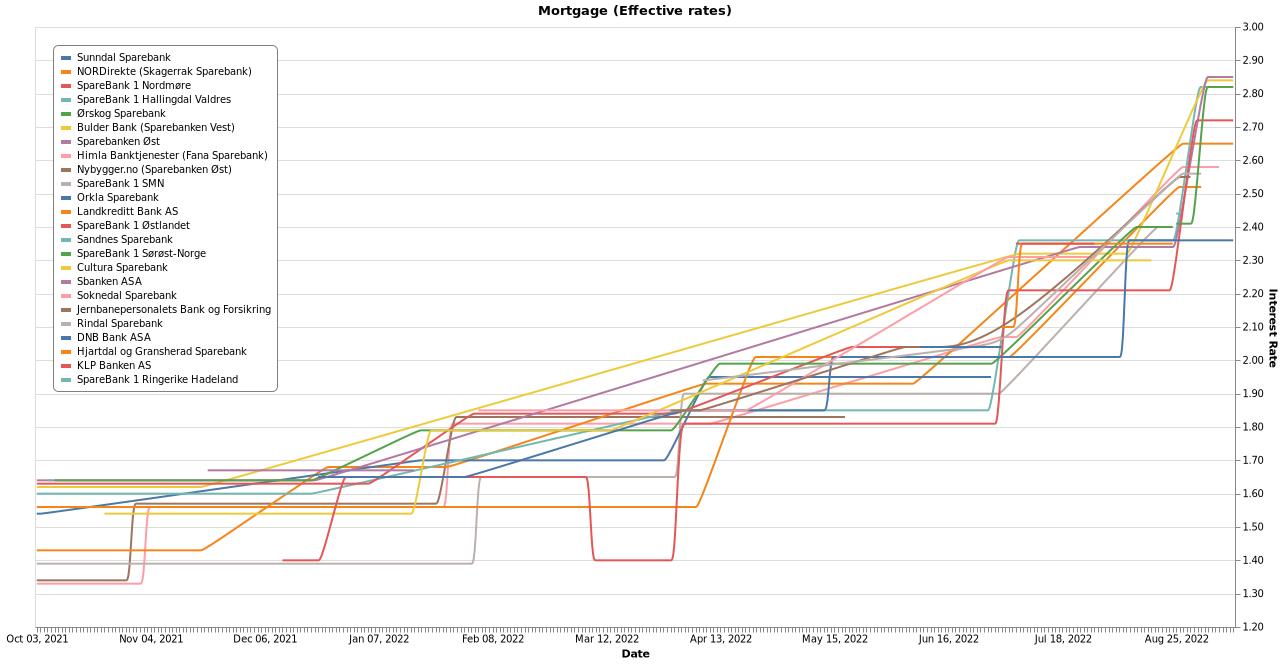 Mortgage (Effective rates)
Sunndal Sparebank
NORDirekte (Skagerrak Sparebank)
SpareBank 1 Nordmøre
SpareBank 1 Hallingdal Valdres
Ørskog Sparebank
Bulder Bank (Sparebanken Vest)
Sparebanken Øst
Himla Banktjenester (Fana Sparebank)
Nybygger.no (Sparebanken Øst)
SpareBank 1 SMN
Orkla Sparebank
Landkreditt Bank AS
SpareBank 1 Østlandet
Sandnes Sparebank
SpareBank 1 Sørøst-Norge
Cultura Sparebank
Sbanken ASA
Soknedal Sparebank
Jernbanepersonalets Bank og Forsikring
Rindal Sparebank
DNB Bank ASA
Hjartdal og Gransherad Sparebank
KLP Banken AS
SpareBank 1 Ringerike Hadeland
3.00
2.90
2.80
2.70
2.60
2.50
2.40
2.30
2.20
2.10
2.00
1.90
1.80
1.70
1.60
1.50
1.40
1.30
1.20
Interest Rate
Oct 03, 2021 Nov 04, 2021 Dec 06, 2021 Jan 07, 2022 Feb 08, 2022 Mar 12, 2022 Apr 13, 2022 May 15, 2022 Jun 16, 2022 Jul 18, 2022 Aug 25, 2022
Date